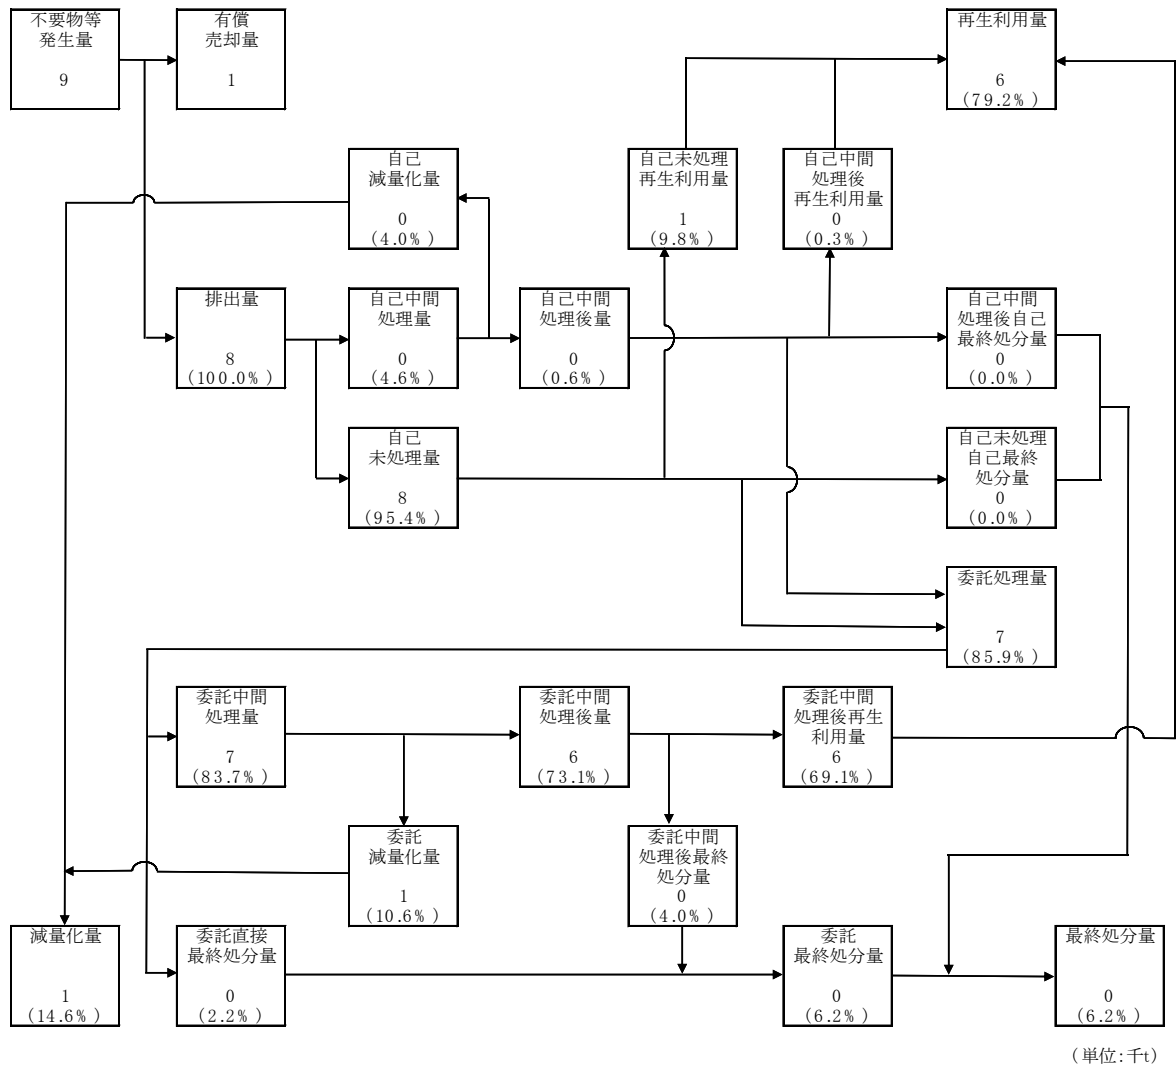 不要物等
発生量
9
有償
売却量
1
再生利用量
6
(79.2%)
自己
減量化量
0
(4.0%)
自己未処理
再生利用量
1
(9.8%)
自己中間
処理後
再生利用量
0
(0.3%)
排出量
8
(100.0%)
自己中間
処理量
0
(4.6%)
自己中間
処理後量
0
(0.6%)
自己中間
処理後自己
最終処分量
0
(0.0%)
自己
未処理量
8
(95.4%)
自己未処理
自己最終
処分量
0
(0.0%)
委託処理量
7
(85.9%)
委託中間
処理量
7
(83.7%)
委託中間
処理後量
6
(73.1%)
委託中間
処理後再生
利用量
6
(69.1%)
委託
減量化量
1
(10.6%)
委託中間
処理後最終
処分量
0
(4.0%)
減量化量
1
(14.6%)
委託直接
最終処分量
0
(2.2%)
委託
最終処分量
0
(6.2%)
最終処分量
0
(6.2%)
(単位:千t)